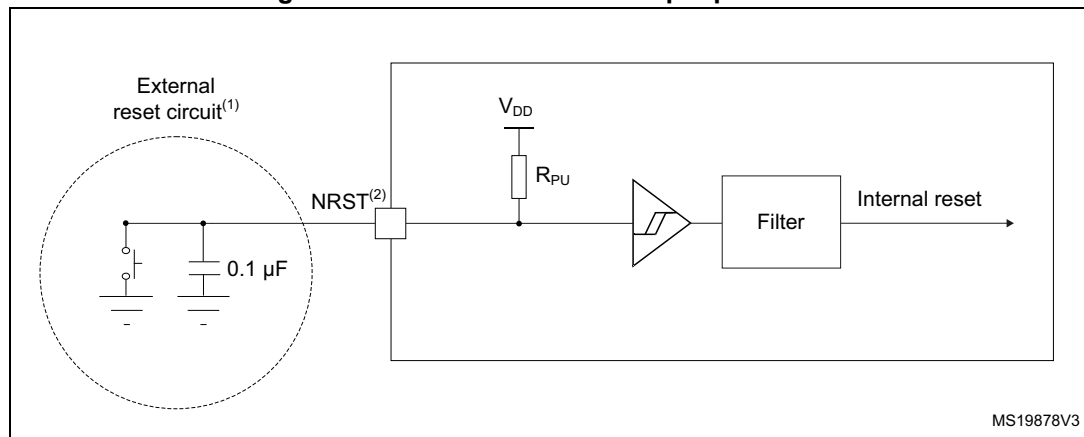 External
reset circuit(1)
VDD
RPU
NRST(2)
0.1 µF
Filter
Internal reset
MS19878V3